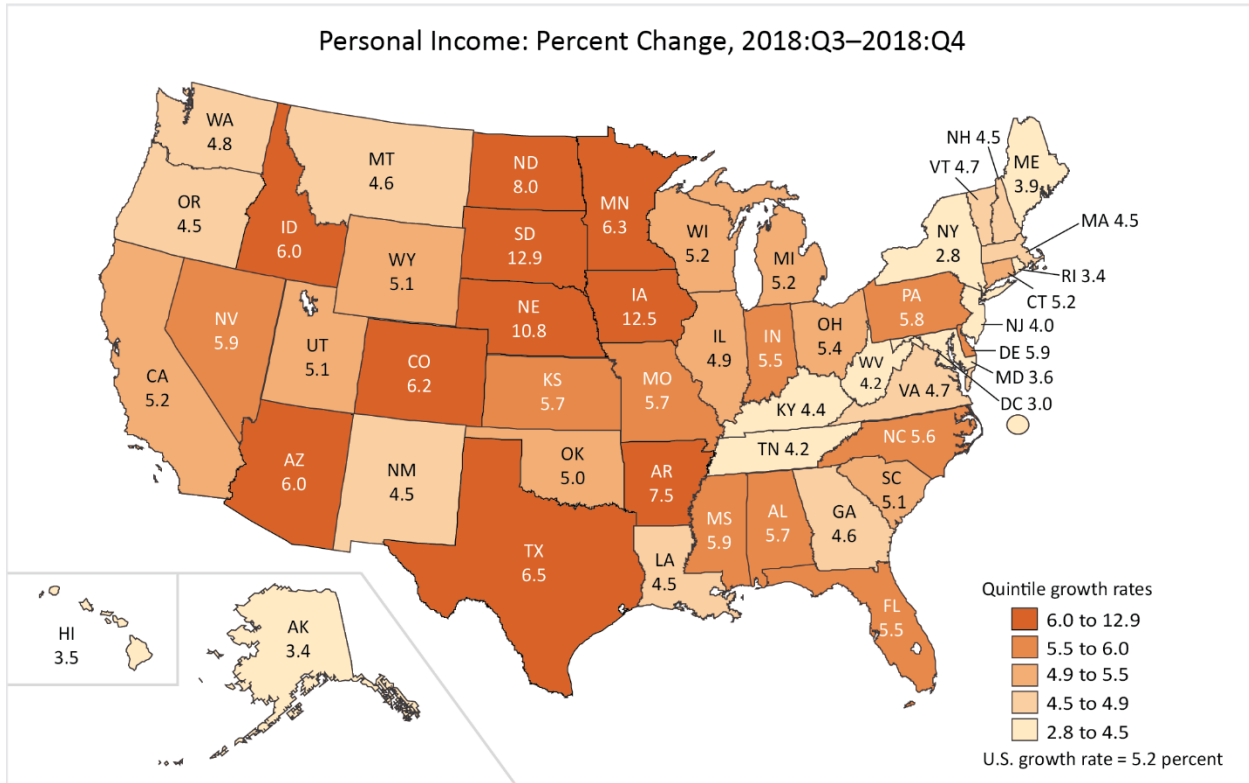 Personal Income: Percent Change, 2018:Q3–2018:Q4
WA
4.8
OR
4.5
CA
5.2
ID
6.0
NV
5.9
AZ
6.0
MT
4.6
WY
5.1
UT
5.1
CO
6.2
NM
4.5
ND
8.0
SD
12.9
NE
10.8
KS
5.7
OK
5.0
TX
6.5
MN
6.3
IA
12.5
MO
5.7
AR
7.5
LA
4.5
WI
5.2
IL
4.9
MI
5.2
IN
5.5
OH
5.4
KY 4.4
TN 4.2
MS
5.9
AL
5.7
GA
4.6
FL
5.5
SC
5.1
NC 5.6
VA 4.7
WV
4.2
PA
5.8
NY
2.8
VT 4.7
NH 4.5
ME
3.9
MA 4.5
RI 3.4
CT 5.2
NJ 4.0
DE 5.9
MD 3.6
DC 3.0
HI
3.5
AK
3.4
Quintile growth rates
6.0 to 12.9
5.5 to 6.0
4.9 to 5.5
4.5 to 4.9
2.8 to 4.5
U.S. growth rate = 5.2 percent